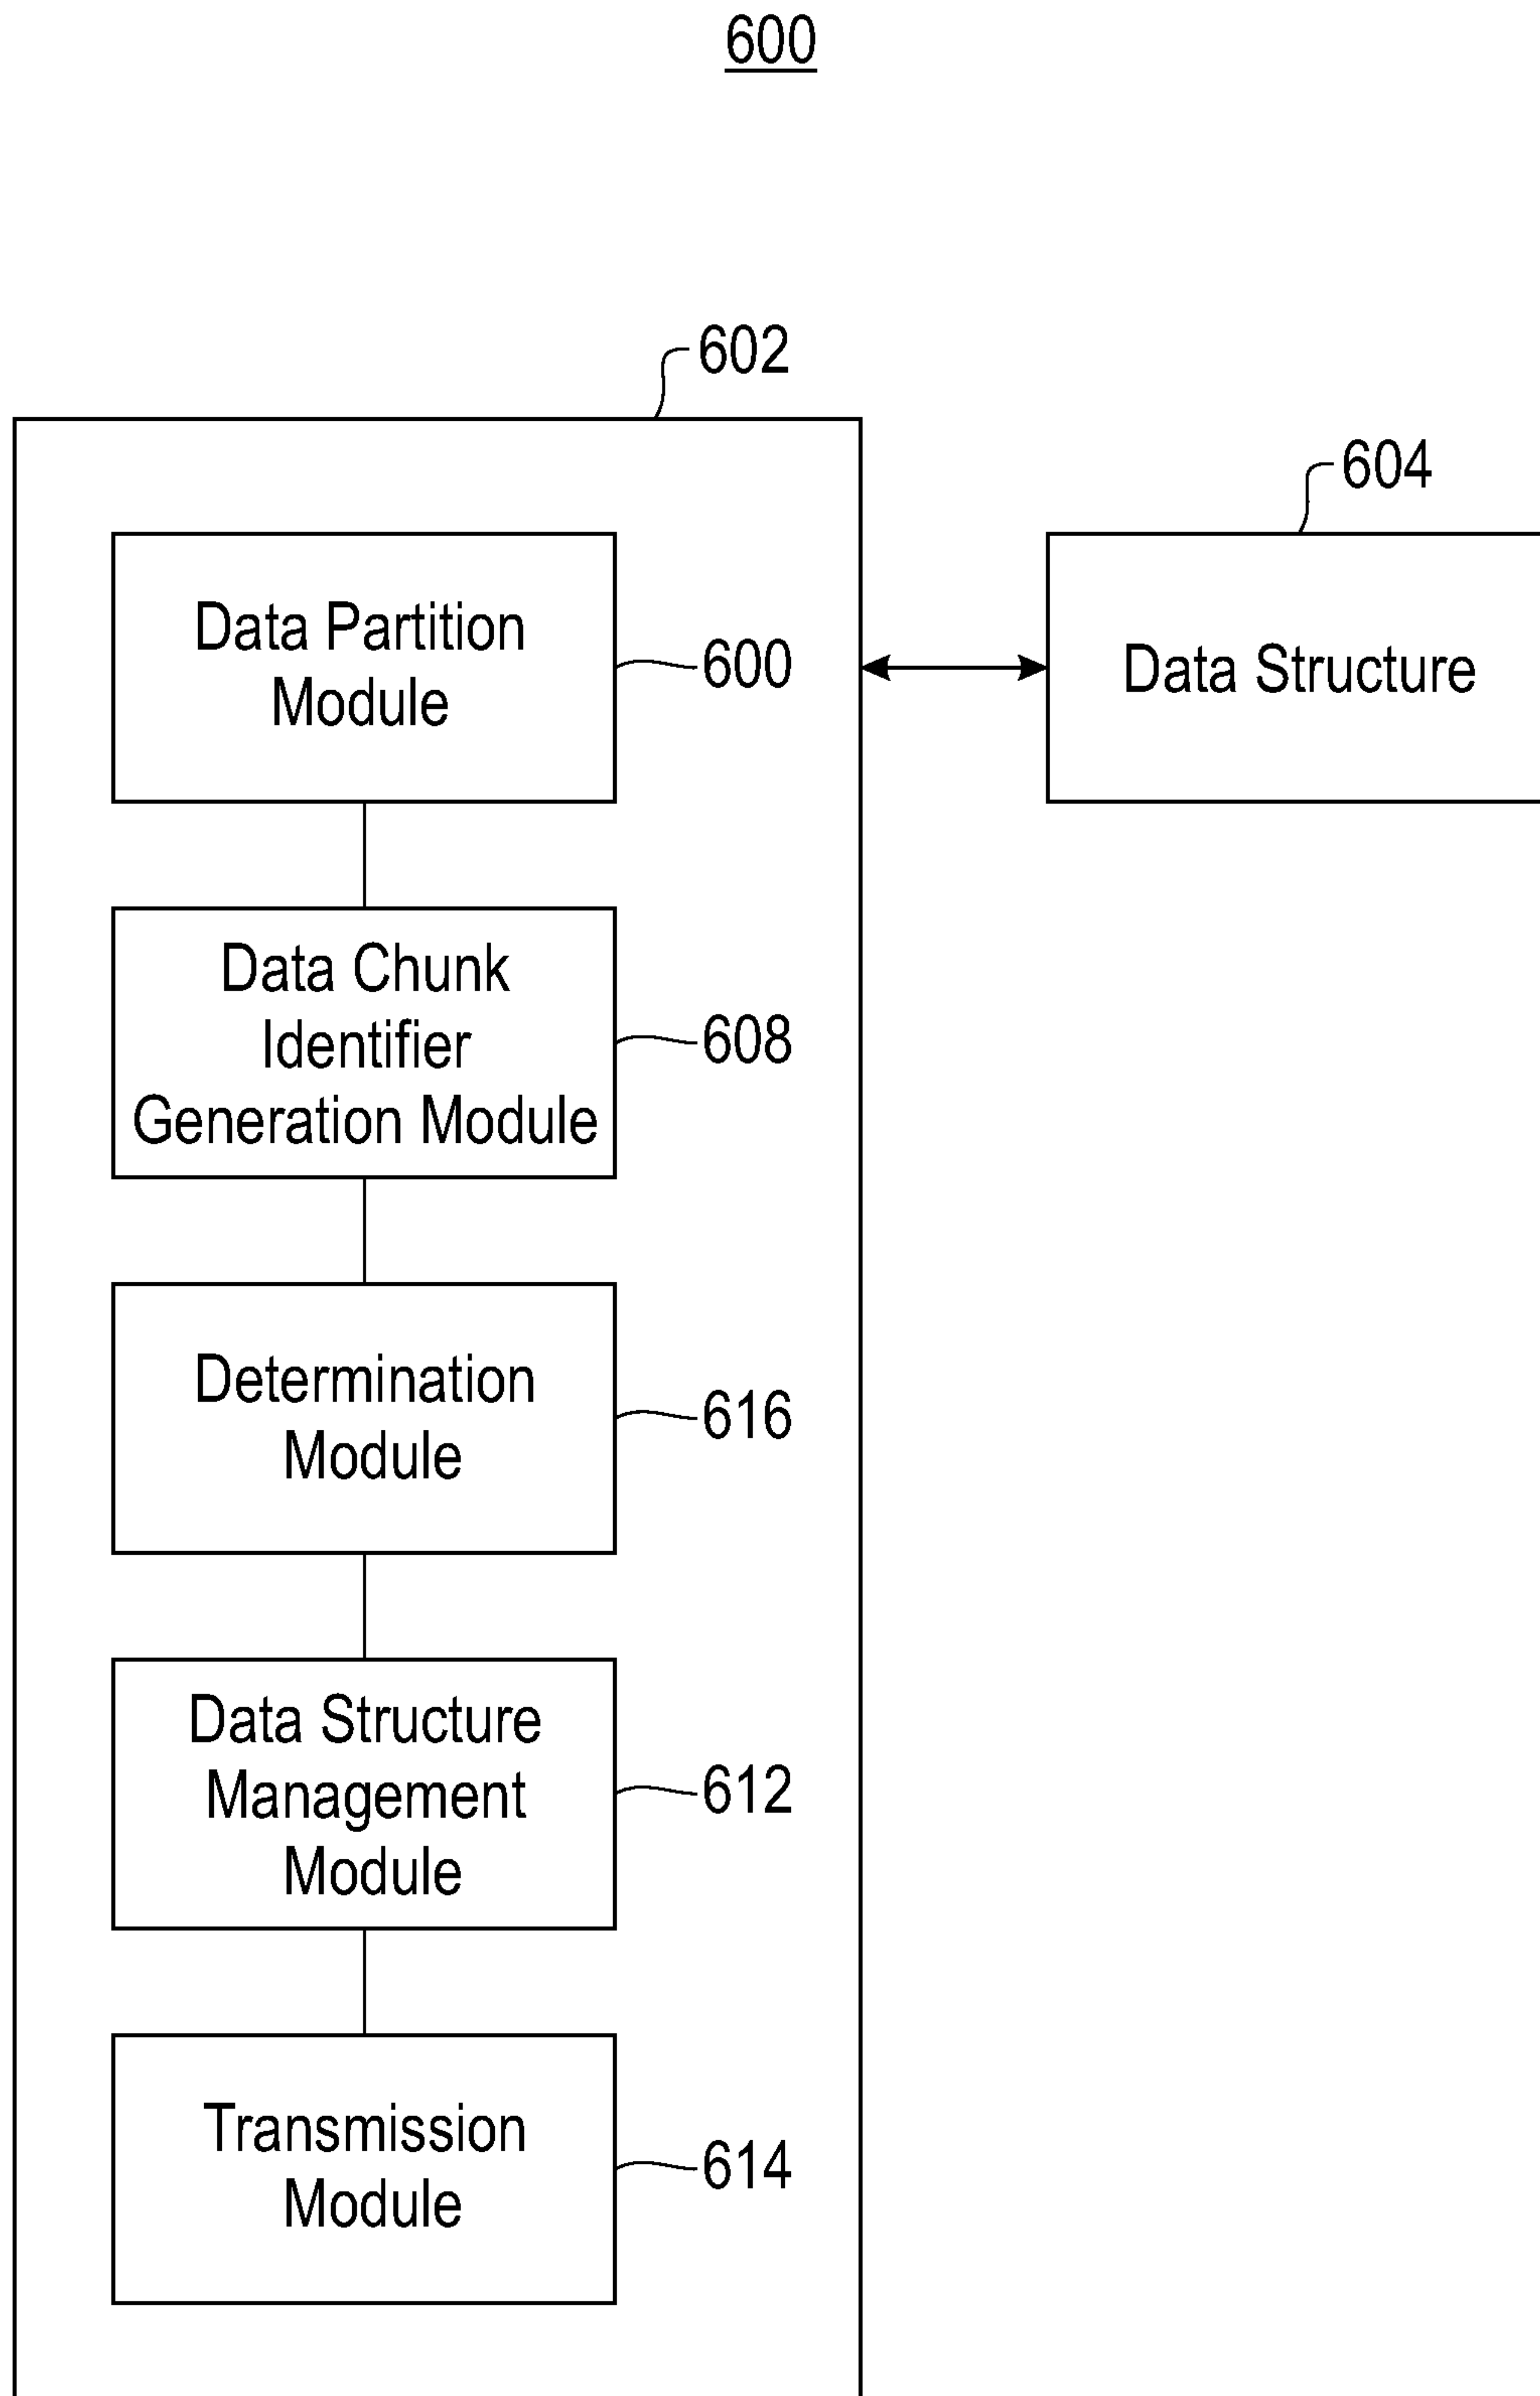 600
602
604
Data Partition
Module
600
Data Structure
Data Chunk
Identifier
Generation Module
608
Determination
Module
616
Data Structure
Management
Module
612
Transmission
Module
614